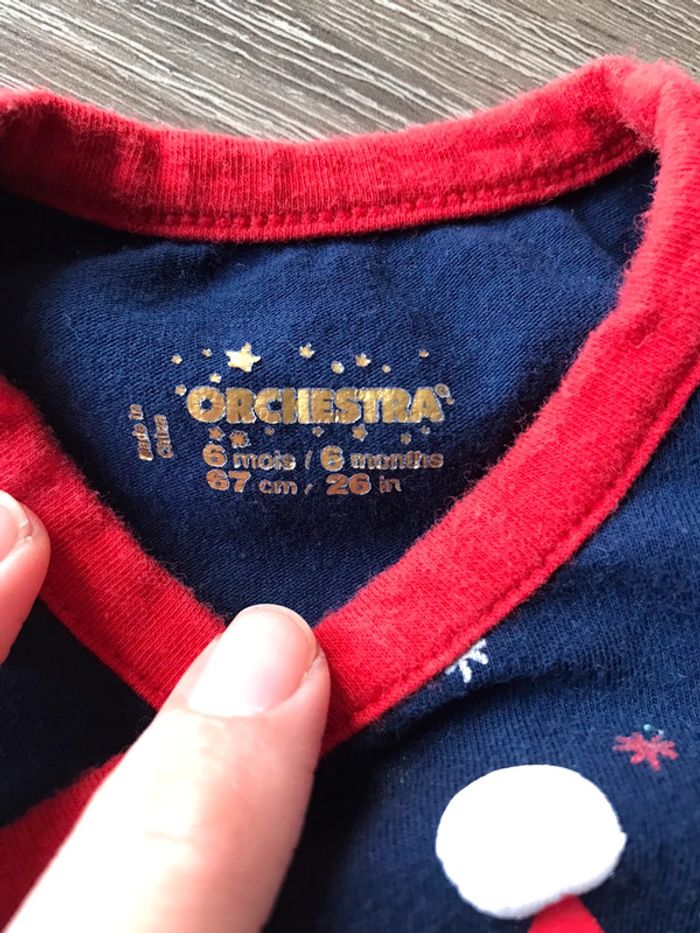 ORCHESTRA
6 mois / 6 months
67 cm / 26 in
Made in
China